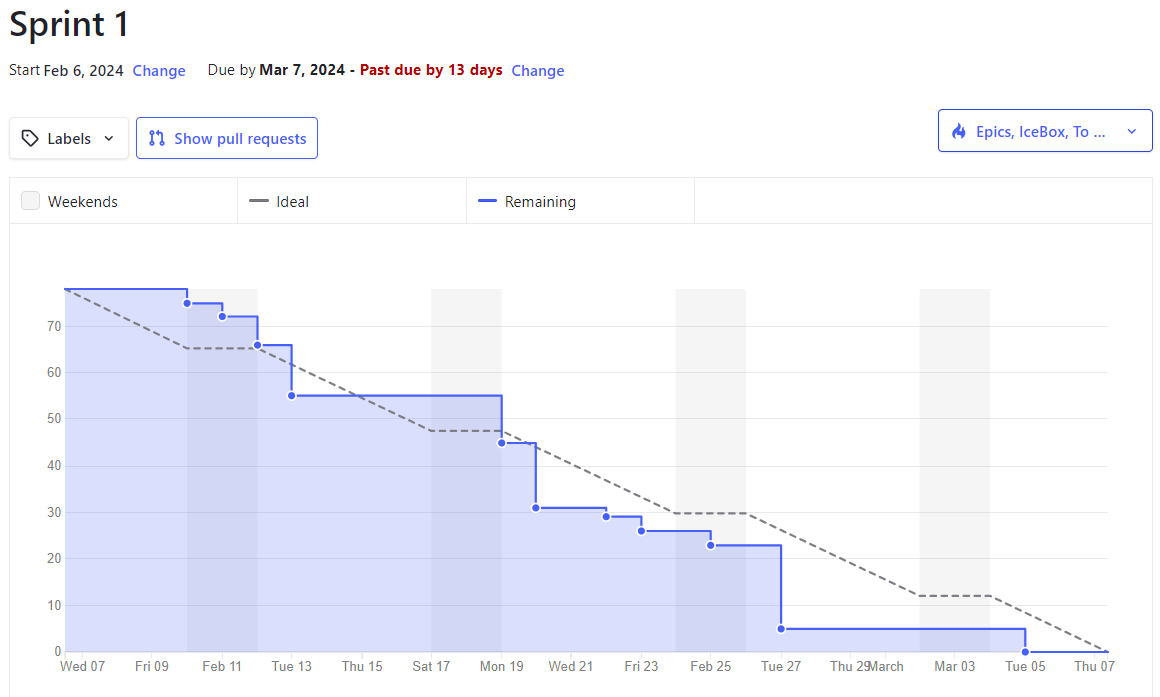 Sprint 1
Start Feb 6, 2024 Change Due by Mar 7, 2024 - Past due by 13 days Change
Labels Show pull requests Epics, IceBox, To ...
Weekends Ideal Remaining
70
60
50
40
30
20
10
0
Wed 07 Fri 09 Feb 11 Tue 13 Thu 15 Sat 17 Mon 19 Wed 21 Fri 23 Feb 25 Tue 27 Thu 29 March Mar 03 Tue 05 Thu 07